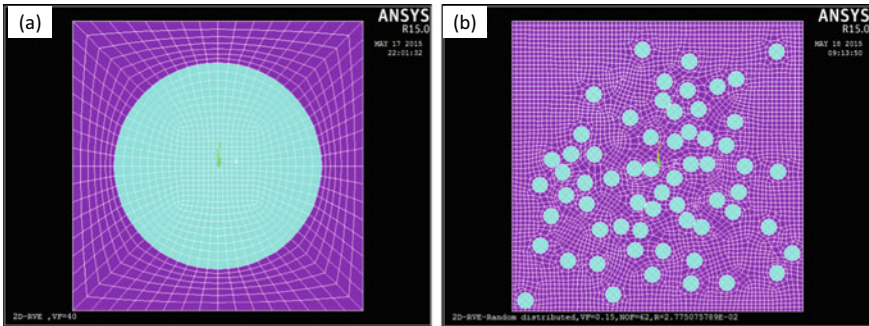 (a)
ANSYS
R15.0
MAY 17 2015
22:01:32
2D-RVE ,VF=40
(b)
ANSYS
R15.0
MAY 18 2015
09:13:50
2D-RVE-Random distributed,VF=0.15,NOF=62,R=2.775075789E-02